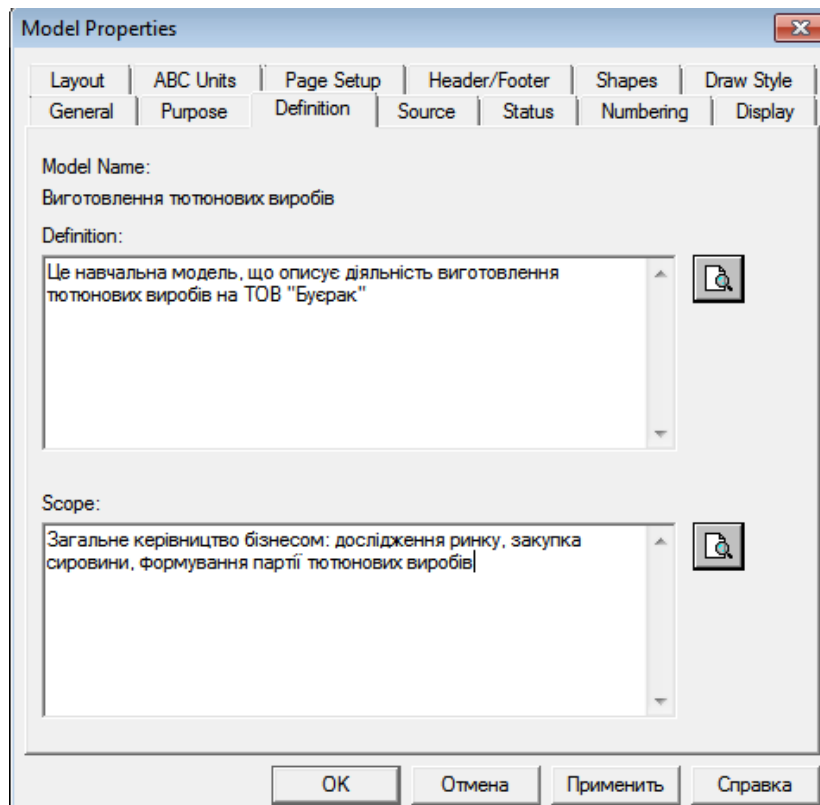 Model Properties
Layout ABC Units Page Setup Header/Footer Shapes Draw Style
General Purpose Definition Source Status Numbering Display
Model Name:
Виготовлення тютюнових виробів
Definition:
Це навчальна модель, що описує діяльність виготовлення
тютюнових виробів на ТОВ "Буєрак"
Scope:
Загальне керівництво бізнесом: дослідження ринку, закупка
сировини, формування партії тютюнових виробів
OK Отмена Применить Справка